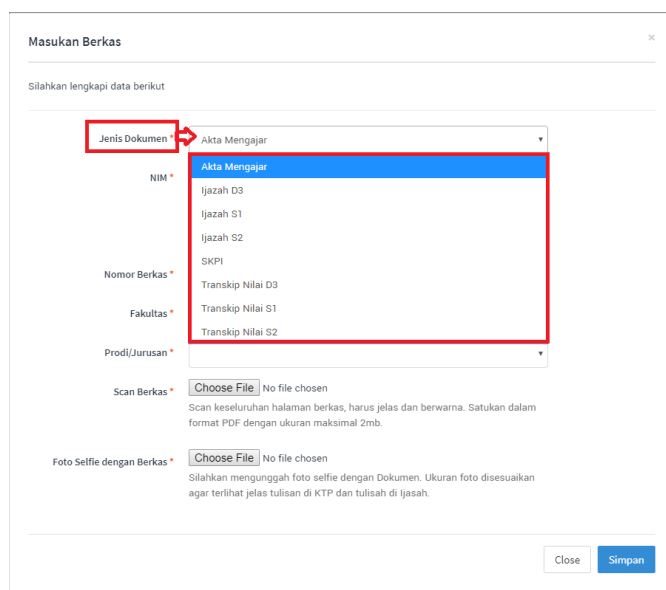 Masukan Berkas ×
Silahkan lengkapi data berikut
Jenis Dokumen * Akta Mengajar
Akta Mengajar
NIM *
Ijazah D3
Ijazah S1
Ijazah S2
SKPI
Nomor Berkas *
Transkip Nilai D3
Fakultas *
Transkip Nilai S1
Transkip Nilai S2
Prodi/Jurusan *
Scan Berkas * Choose File No file chosen
Scan keseluruhan halaman berkas, harus jelas dan berwarna. Satukan dalam
format PDF dengan ukuran maksimal 2mb.
Foto Selfie dengan Berkas * Choose File No file chosen
Silahkan mengunggah foto selfie dengan Dokumen. Ukuran foto disesuaikan
agar terlihat jelas tulisan di KTP dan tulisah di Ijasah.
Close Simpan